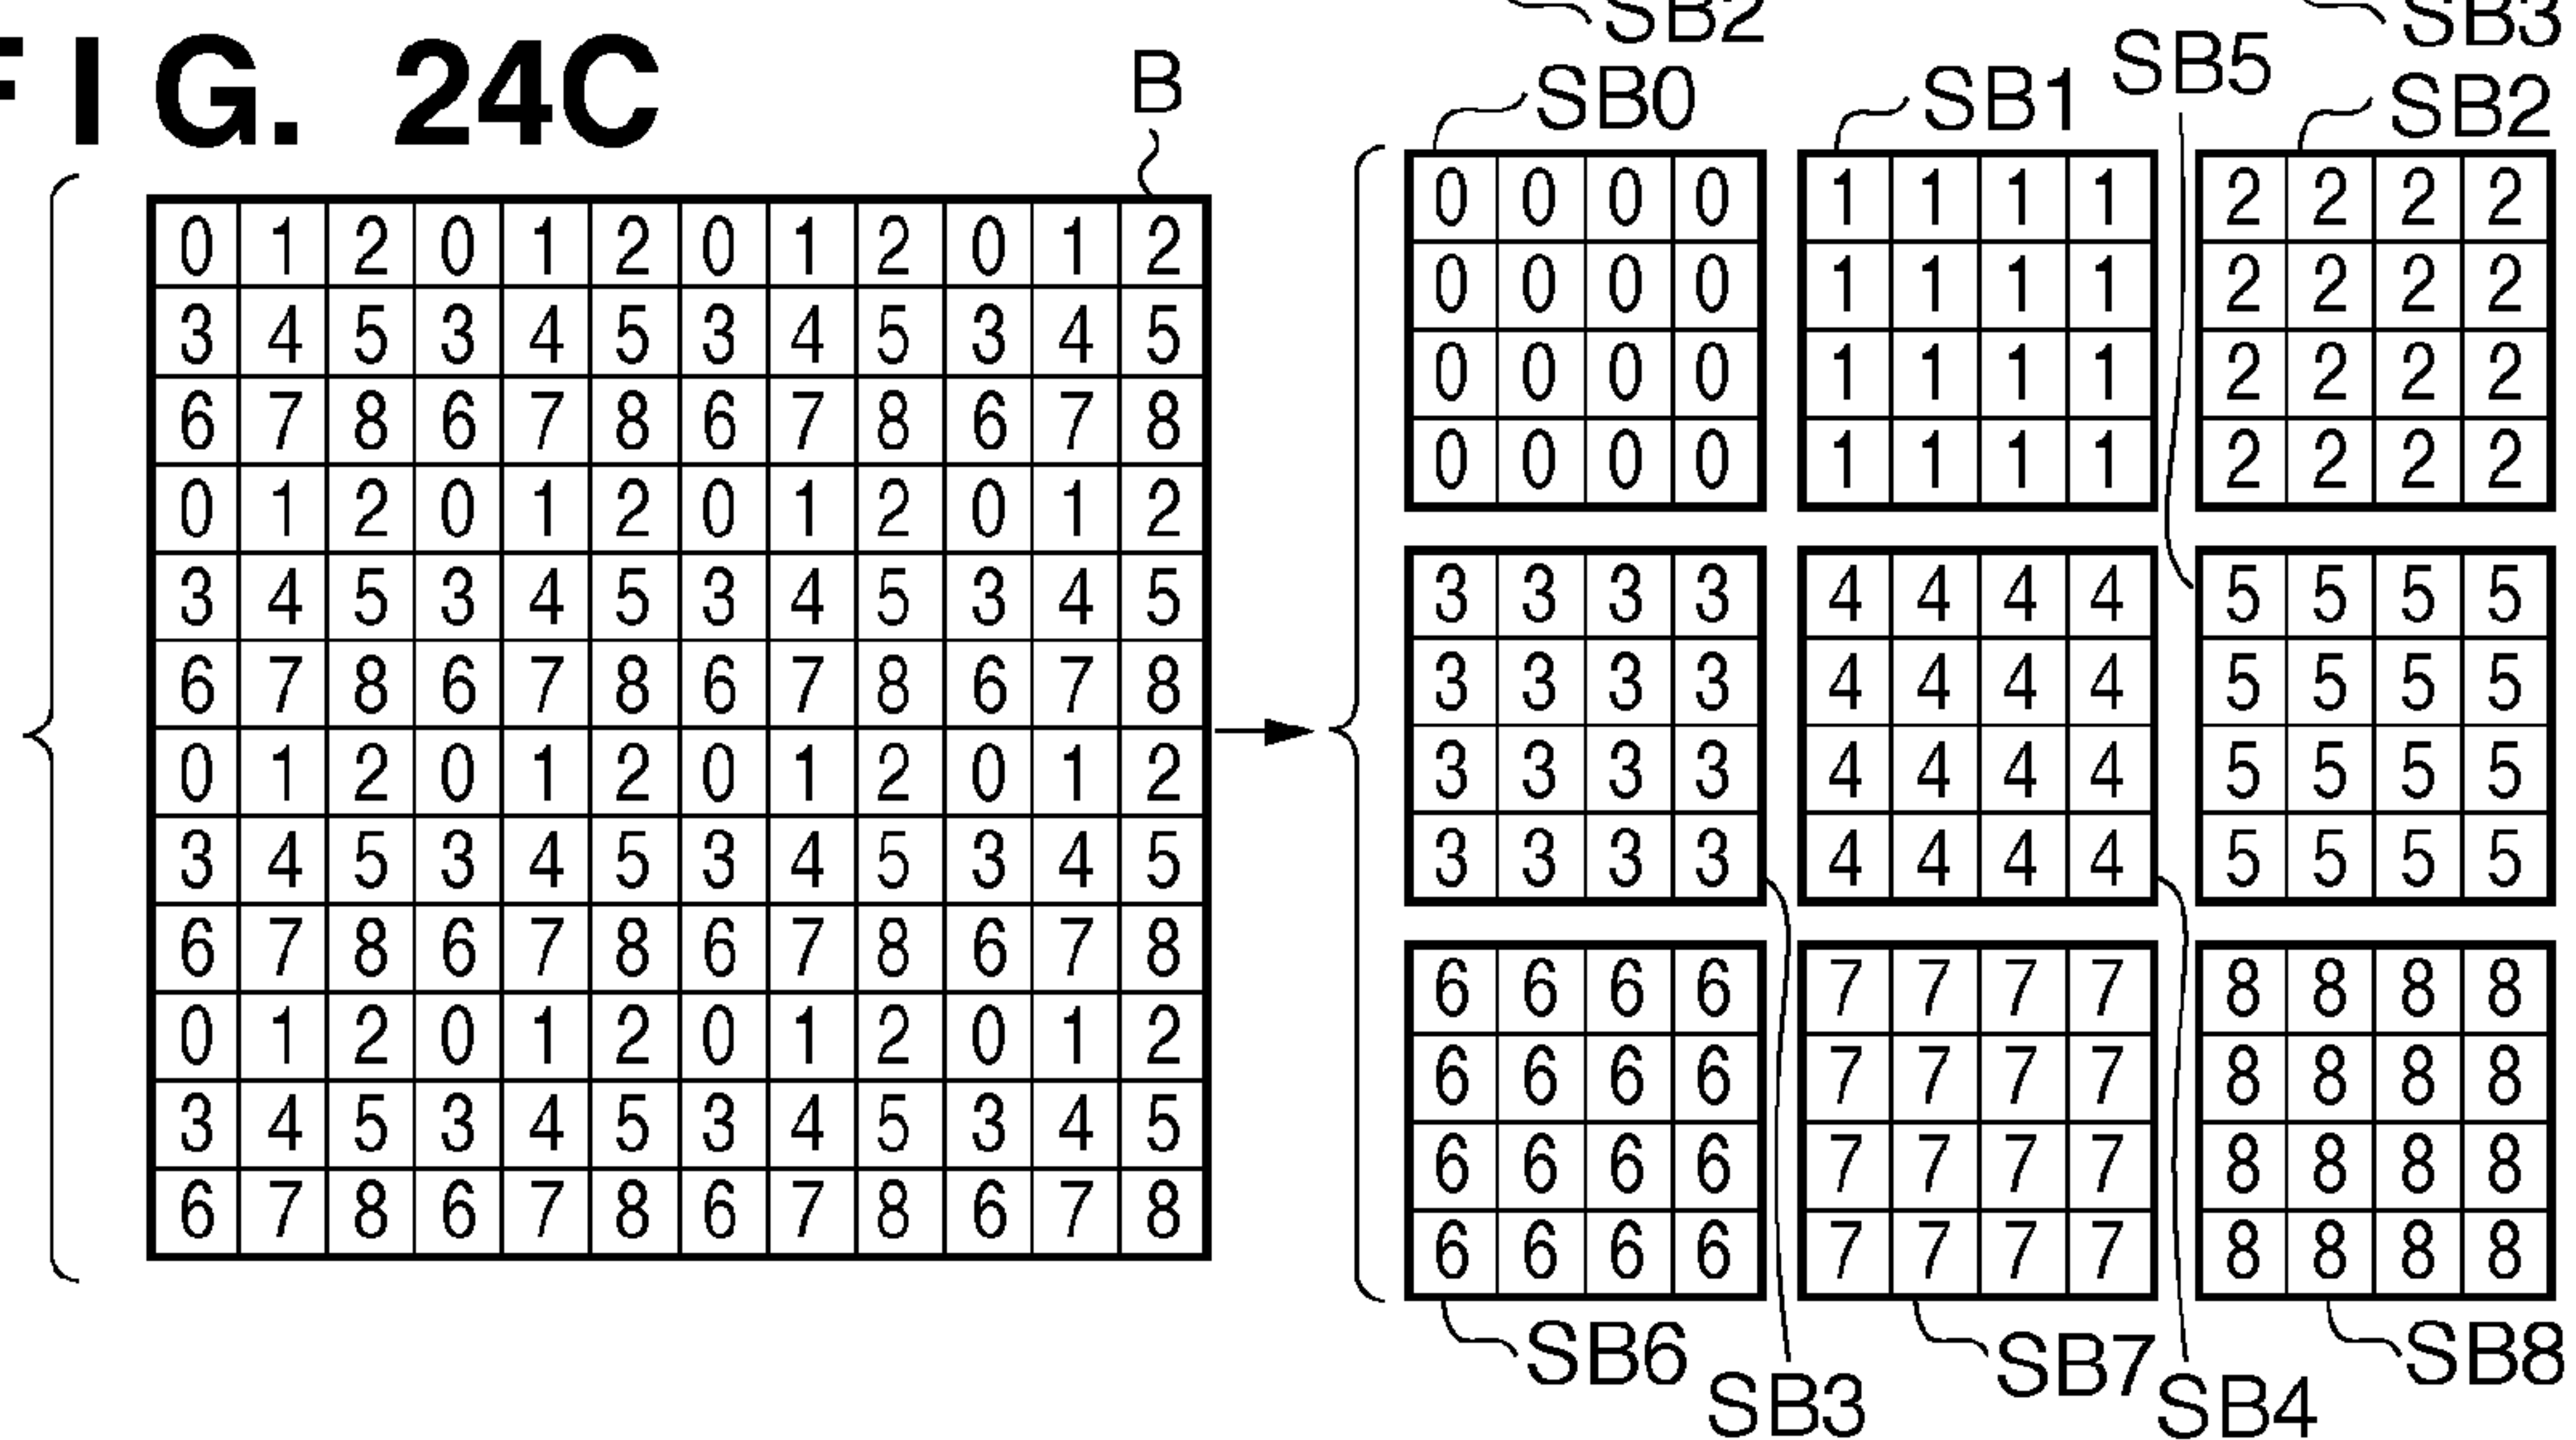 F I G. 24C
SB2
SB3
B
SB0
SB1
SB5
SB2
0 1 2 0 1 2 0 1 2 0 1 2
3 4 5 3 4 5 3 4 5 3 4 5
6 7 8 6 7 8 6 7 8 6 7 8
0 1 2 0 1 2 0 1 2 0 1 2
3 4 5 3 4 5 3 4 5 3 4 5
6 7 8 6 7 8 6 7 8 6 7 8
0 1 2 0 1 2 0 1 2 0 1 2
3 4 5 3 4 5 3 4 5 3 4 5
6 7 8 6 7 8 6 7 8 6 7 8
0 1 2 0 1 2 0 1 2 0 1 2
3 4 5 3 4 5 3 4 5 3 4 5
6 7 8 6 7 8 6 7 8 6 7 8
0 0 0 0 1 1 1 1 2 2 2 2
0 0 0 0 1 1 1 1 2 2 2 2
0 0 0 0 1 1 1 1 2 2 2 2
0 0 0 0 1 1 1 1 2 2 2 2
3 3 3 3 4 4 4 4 5 5 5 5
3 3 3 3 4 4 4 4 5 5 5 5
3 3 3 3 4 4 4 4 5 5 5 5
3 3 3 3 4 4 4 4 5 5 5 5
6 6 6 6 7 7 7 7 8 8 8 8
6 6 6 6 7 7 7 7 8 8 8 8
6 6 6 6 7 7 7 7 8 8 8 8
6 6 6 6 7 7 7 7 8 8 8 8
SB6
SB3
SB7
SB4
SB8